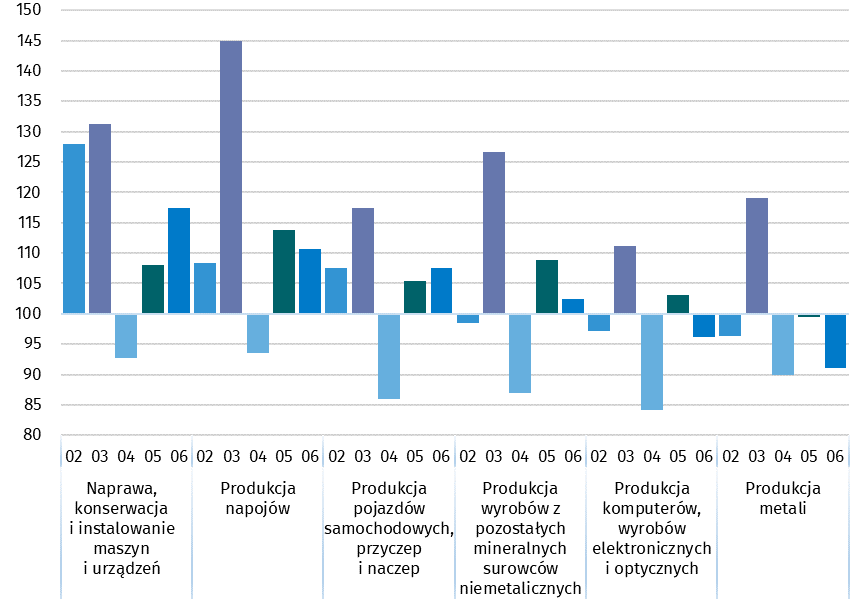 150
145
140
135
130
125
120
115
110
105
100
95
90
85
80
02 03 04 05 06 02 03 04 05 06 02 03 04 05 06 02 03 04 05 06 02 03 04 05 06 02 03 04 05 06
Naprawa,
konserwacja
i instalowanie
maszyn
i urządzeń
Produkcja
napojów
Produkcja
pojazdów
samochodowych,
przyczep
i naczep
Produkcja
wyrobów z
pozostałych
mineralnych
surowców
niemetalicznych
Produkcja
komputerów,
wyrobów
elektronicznych
i optycznych
Produkcja
metali